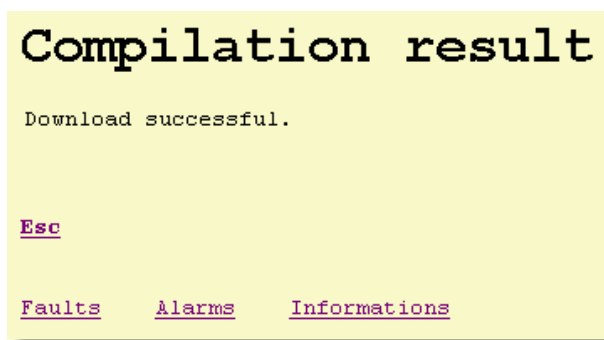 Compilation result
Download successful.
Esc
Faults Alarms Informations